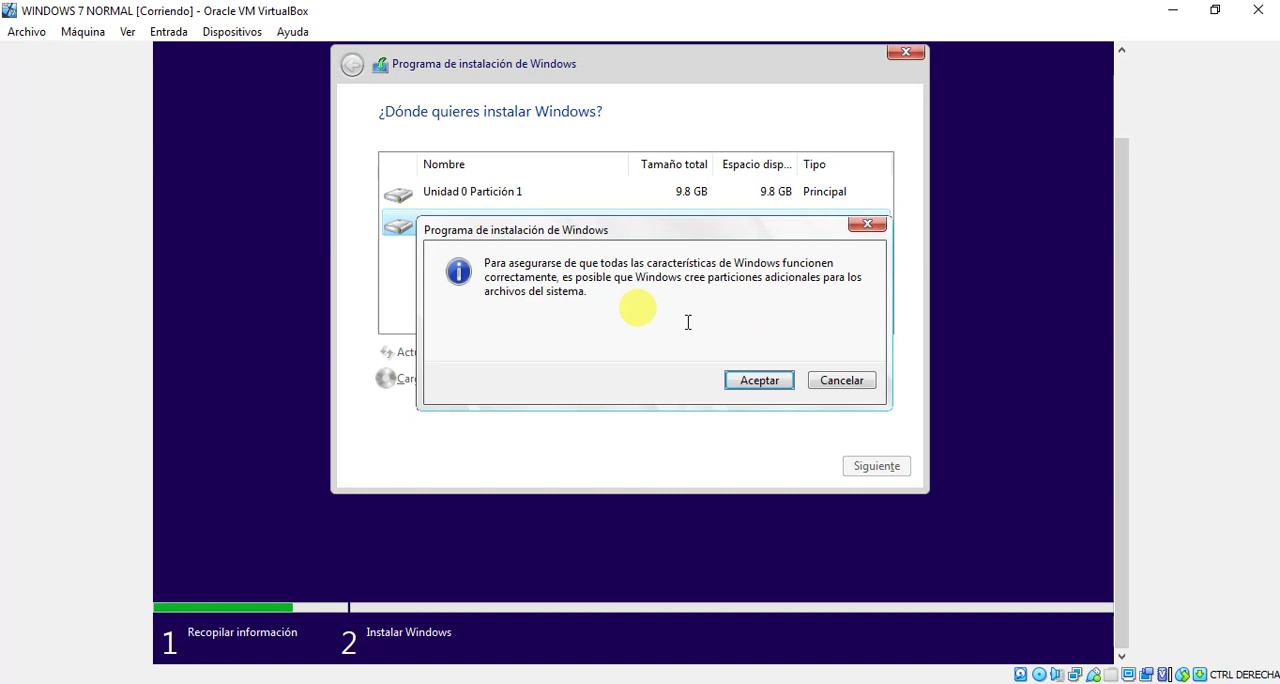 WINDOWS 7 NORMAL [Corriendo] - Oracle VM VirtualBox
Archivo Máquina Ver Entrada Dispositivos Ayuda
Programa de instalación de Windows
¿Dónde quieres instalar Windows?
Nombre Tamaño total Espacio disp... Tipo
Unidad 0 Partición 1 9.8 GB 9.8 GB Principal
Programa de instalación de Windows
Para asegurarse de que todas las características de Windows funcionen
correctamente, es posible que Windows cree particiones adicionales para los
archivos del sistema.
Aceptar Cancelar
Siguiente
1 Recopilar información 2 Instalar Windows
CTRL DERECHA